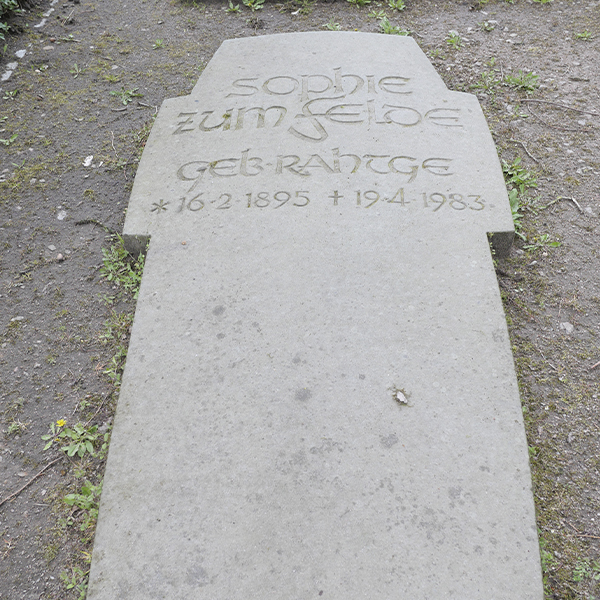 SOPHIE
ZUM FELDE
GEB·RAHTGE
*16·2·1895 †19·4·1983